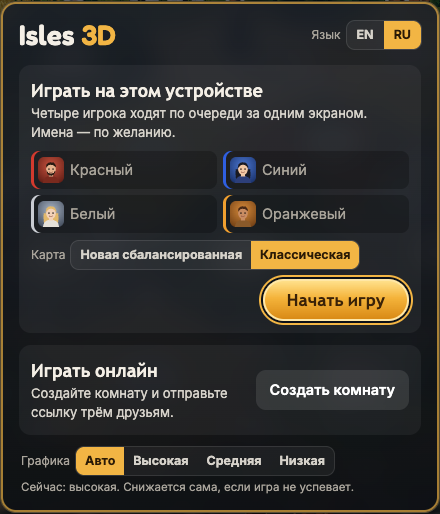 Isles 3D
Язык EN RU
Играть на этом устройстве
Четыре игрока ходят по очереди за одним экраном.
Имена — по желанию.
Красный Синий
Белый Оранжевый
Карта Новая сбалансированная Классическая
Начать игру
Играть онлайн
Создайте комнату и отправьте
ссылку трём друзьям.
Создать комнату
Графика Авто Высокая Средняя Низкая
Сейчас: высокая. Снижается сама, если игра не успевает.